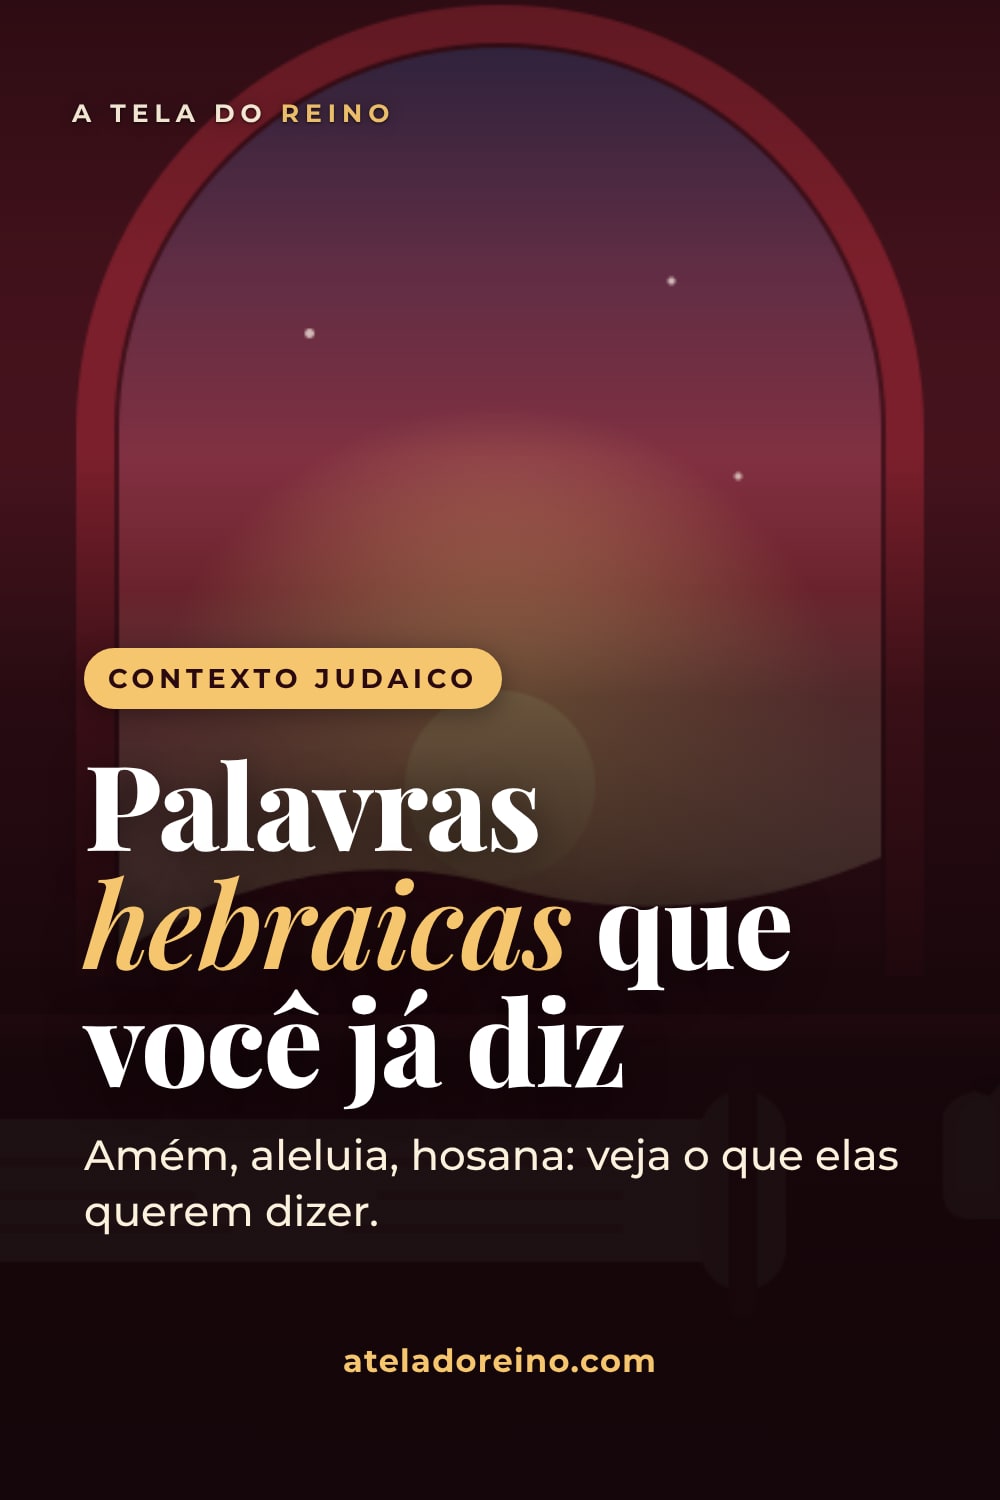 A TELA DO REINO
CONTEXTO JUDAICO
Palavras
hebraicas que
você já diz
Amém, aleluia, hosana: veja o que elas
querem dizer.
ateladoreino.com